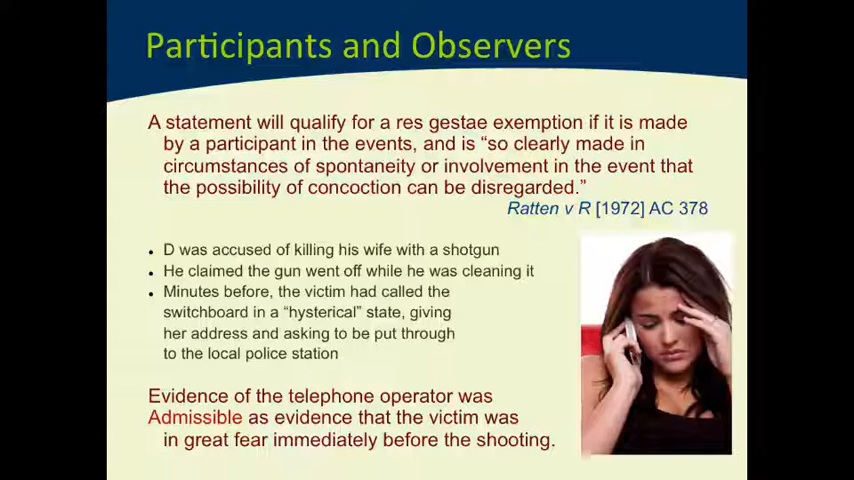 Participants and Observers
A statement will qualify for a res gestae exemption if it is made
by a participant in the events, and is “so clearly made in
circumstances of spontaneity or involvement in the event that
the possibility of concoction can be disregarded.”
Ratten v R [1972] AC 378
• D was accused of killing his wife with a shotgun
• He claimed the gun went off while he was cleaning it
• Minutes before, the victim had called the
switchboard in a “hysterical” state, giving
her address and asking to be put through
to the local police station
Evidence of the telephone operator was
Admissible as evidence that the victim was
in great fear immediately before the shooting.